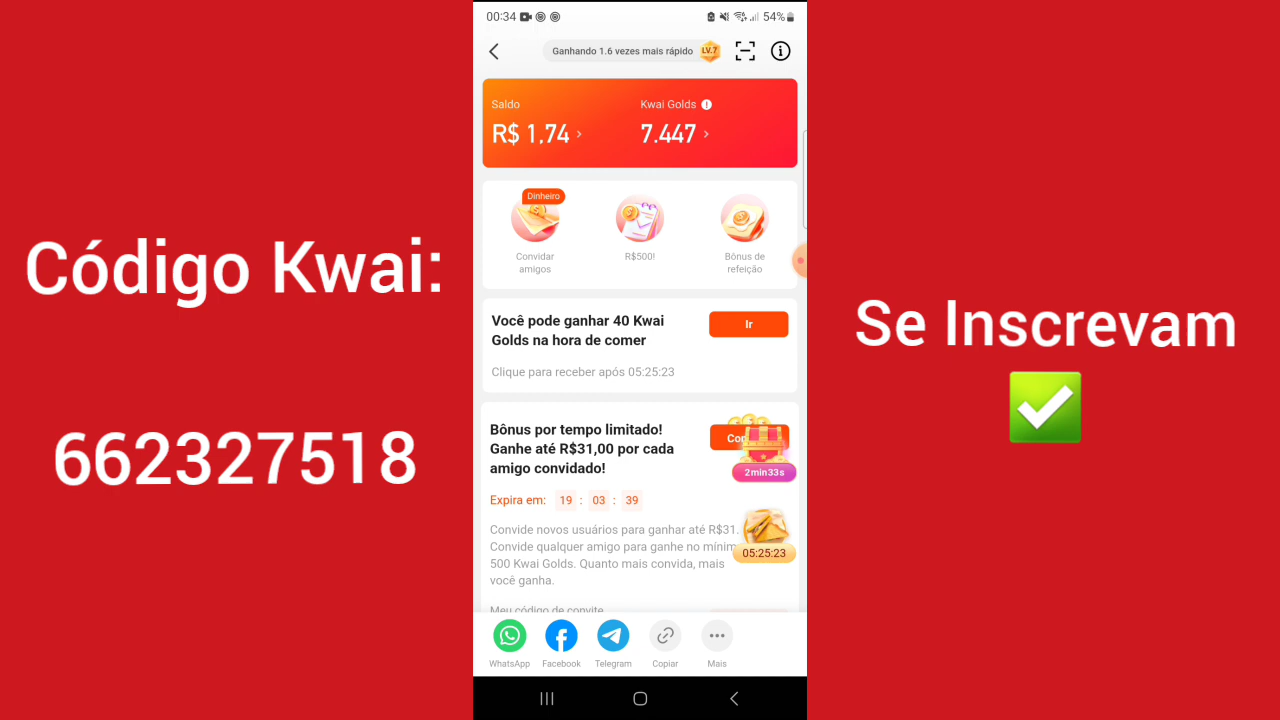 Código Kwai:
662327518
00:34
54%
Ganhando 1.6 vezes mais rápido
LV.7
Saldo
Kwai Golds
R$ 1,74
7.447
Dinheiro
Convidar
amigos
R$500!
Bônus de
refeição
Você pode ganhar 40 Kwai
Golds na hora de comer
Ir
Clique para receber após 05:25:23
Bônus por tempo limitado!
Ganhe até R$31,00 por cada
amigo convidado!
2min33s
Expira em: 19 : 03 : 39
Convide novos usuários para ganhar até R$31.
Convide qualquer amigo para ganhe no
500 Kwai Golds. Quanto mais convida, mais
você ganha.
05:25:23
Meu código de convite
WhatsApp
Facebook
Telegram
Copiar
Mais
Se Inscrevam